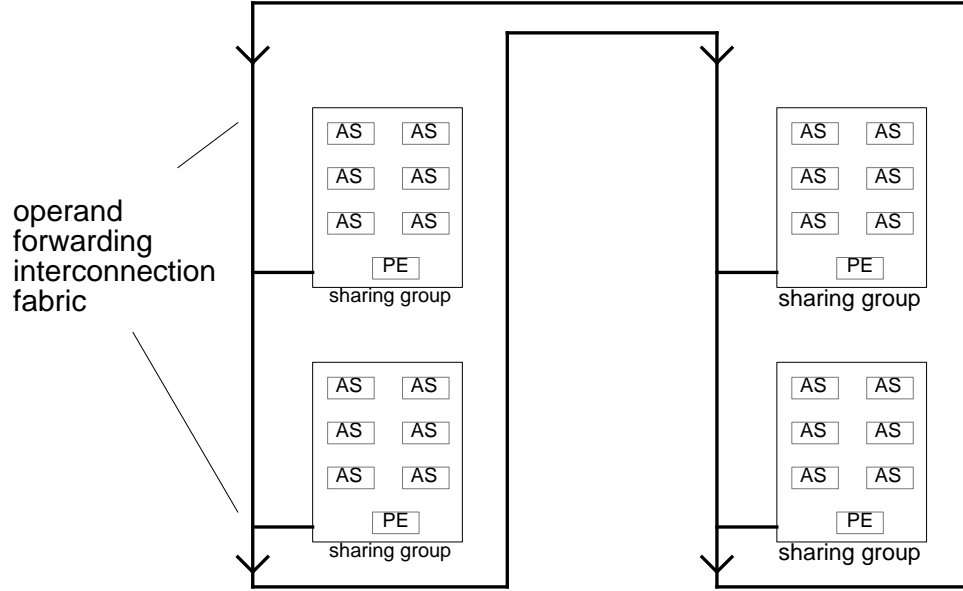 operand
forwarding
interconnection
fabric
AS AS
AS AS
AS AS
PE
sharing group
AS AS
AS AS
AS AS
PE
sharing group
AS AS
AS AS
AS AS
PE
sharing group
AS AS
AS AS
AS AS
PE
sharing group